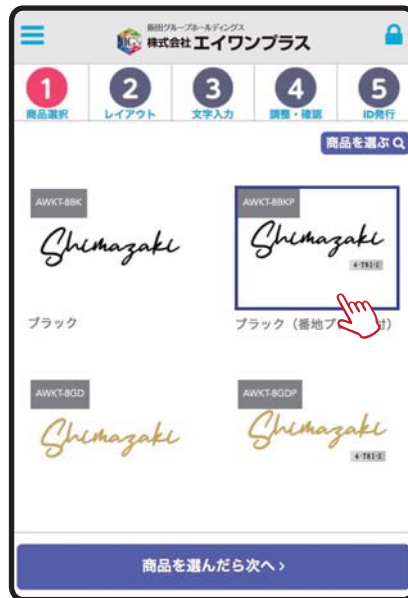 飯田グループホールディングス
株式会社エイワンプラス
1 2 3 4 5
商品選択 レイアウト 文字入力 調整・確認 ID発行
商品を選ぶ
AWKT-8BK
Shimazaki
ブラック
AWKT-8BKP
Shimazaki
4-781-1
ブラック（番地プ 付）
AWKT-8GD
Shimazaki
AWKT-8GDP
Shimazaki
4-781-1
商品を選んだら次へ ›